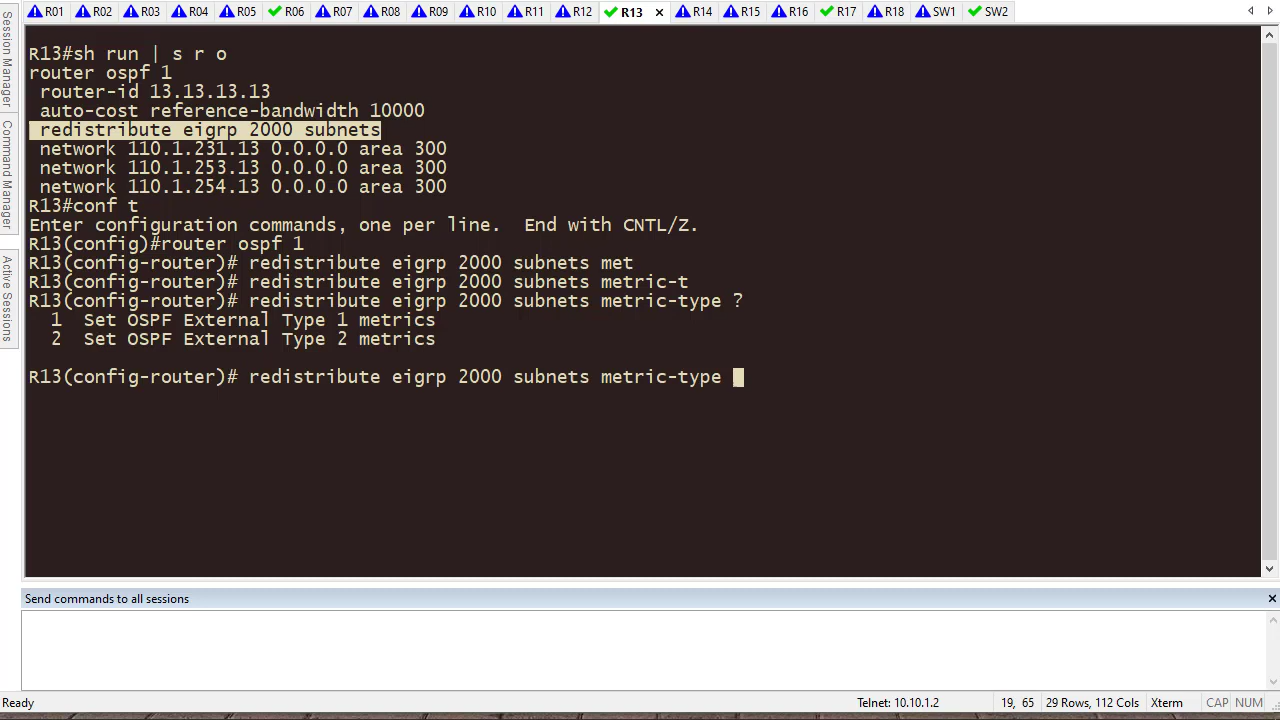 R01 R02 R03 R04 R05 R06 R07 R08 R09 R10 R11 R12 R13 × R14 R15 R16 R17 R18 SW1 SW2
Session Manager
Command Manager
Active Sessions
R13#sh run | s r o
router ospf 1
 router-id 13.13.13.13
 auto-cost reference-bandwidth 10000
 redistribute eigrp 2000 subnets
 network 110.1.231.13 0.0.0.0 area 300
 network 110.1.253.13 0.0.0.0 area 300
 network 110.1.254.13 0.0.0.0 area 300
R13#conf t
Enter configuration commands, one per line.  End with CNTL/Z.
R13(config)#router ospf 1
R13(config-router)# redistribute eigrp 2000 subnets met
R13(config-router)# redistribute eigrp 2000 subnets metric-t
R13(config-router)# redistribute eigrp 2000 subnets metric-type ?
  1  Set OSPF External Type 1 metrics
  2  Set OSPF External Type 2 metrics
R13(config-router)# redistribute eigrp 2000 subnets metric-type
Send commands to all sessions ×
Ready Telnet: 10.10.1.2 19, 65 29 Rows, 112 Cols Xterm CAP NUM